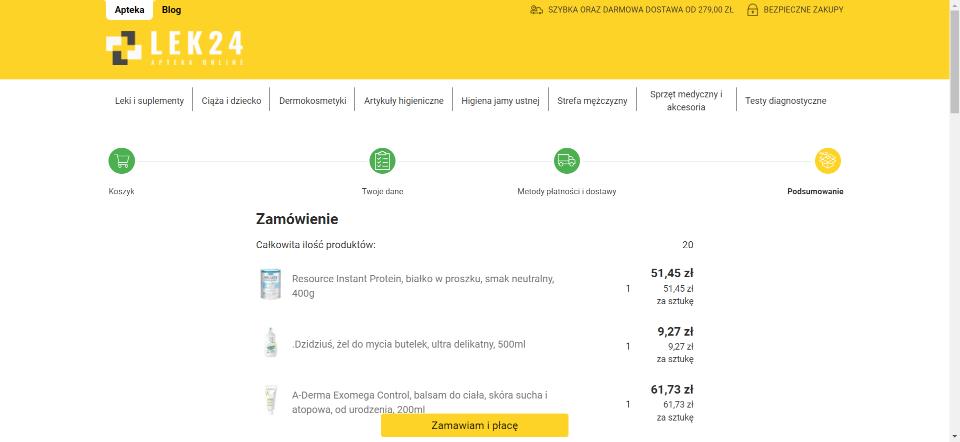 Apteka Blog
SZYBKA ORAZ DARMOWA DOSTAWA OD 279,00 ZŁ BEZPIECZNE ZAKUPY
LEK24
APTEKA ONLINE
Leki i suplementy Ciąża i dziecko Dermokosmetyki Artykuły higieniczne Higiena jamy ustnej Strefa mężczyzny Sprzęt medyczny i akcesoria Testy diagnostyczne
Koszyk Twoje dane Metody płatności i dostawy Podsumowanie
Zamówienie
Całkowita ilość produktów: 20
Resource Instant Protein, białko w proszku, smak neutralny,
400g
1
51,45 zł
51,45 zł
za sztukę
.Dzidziuś, żel do mycia butelek, ultra delikatny, 500ml
1
9,27 zł
9,27 zł
za sztukę
A-Derma Exomega Control, balsam do ciała, skóra sucha i
atopowa, od urodzenia, 200ml
1
61,73 zł
61,73 zł
za sztukę
Zamawiam i płacę